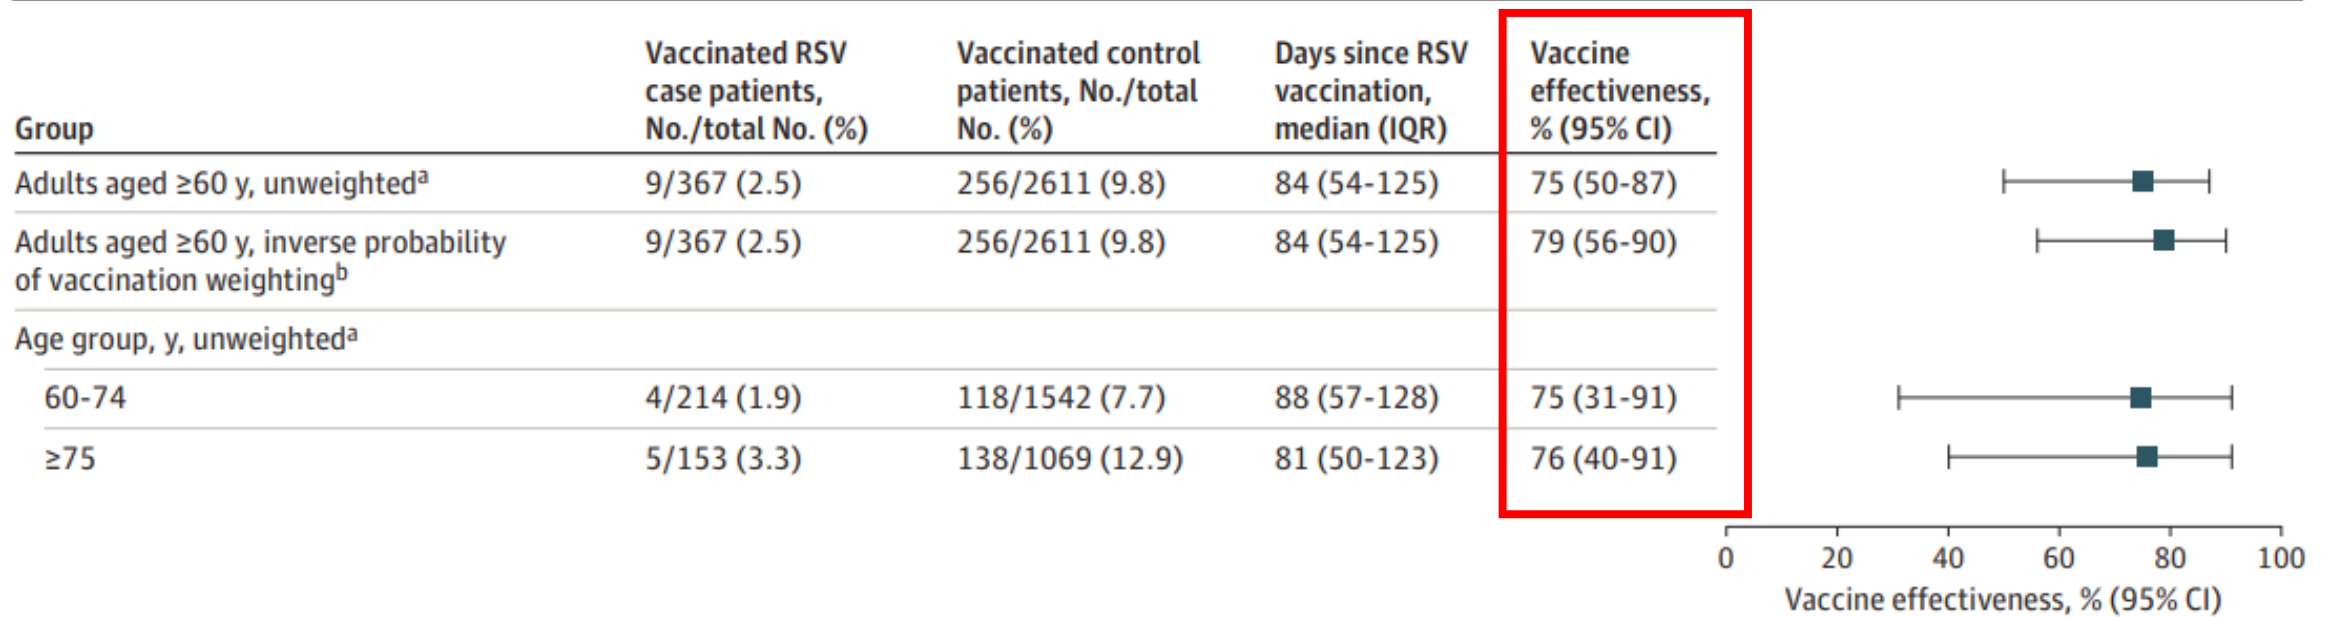 Group Vaccinated RSV case patients, No./total No. (%) Vaccinated control patients, No./total No. (%) Days since RSV vaccination, median (IQR) Vaccine effectiveness, % (95% CI)
Adults aged ≥60 y, unweightedᵃ 9/367 (2.5) 256/2611 (9.8) 84 (54-125) 75 (50-87)
Adults aged ≥60 y, inverse probability 9/367 (2.5) 256/2611 (9.8) 84 (54-125) 79 (56-90)
of vaccination weightingᵇ
Age group, y, unweightedᵃ
60-74 4/214 (1.9) 118/1542 (7.7) 88 (57-128) 75 (31-91)
≥75 5/153 (3.3) 138/1069 (12.9) 81 (50-123) 76 (40-91)
0 20 40 60 80 100
Vaccine effectiveness, % (95% CI)